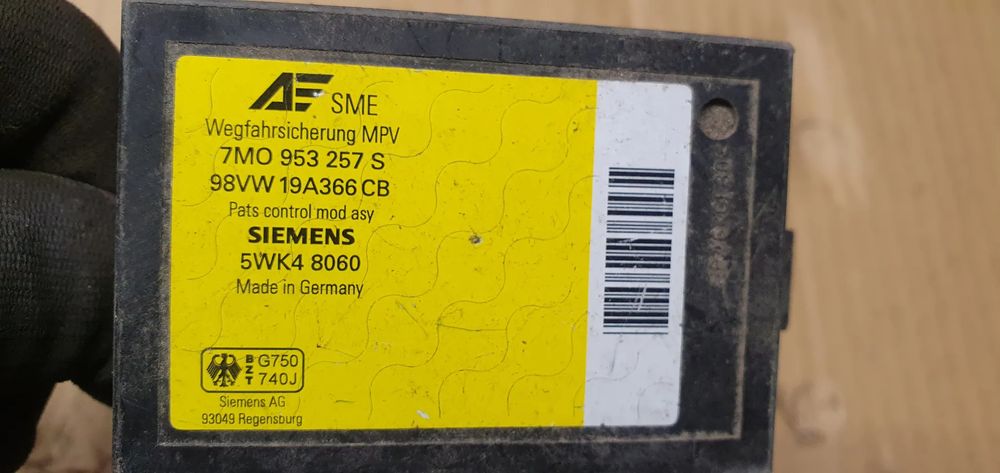 AE SME
Wegfahrsicherung MPV
7MO 953 257 S
98VW 19A366 CB
Pats control mod asy
SIEMENS
5WK4 8060
Made in Germany
BZT G750
740J
Siemens AG
93049 Regensburg